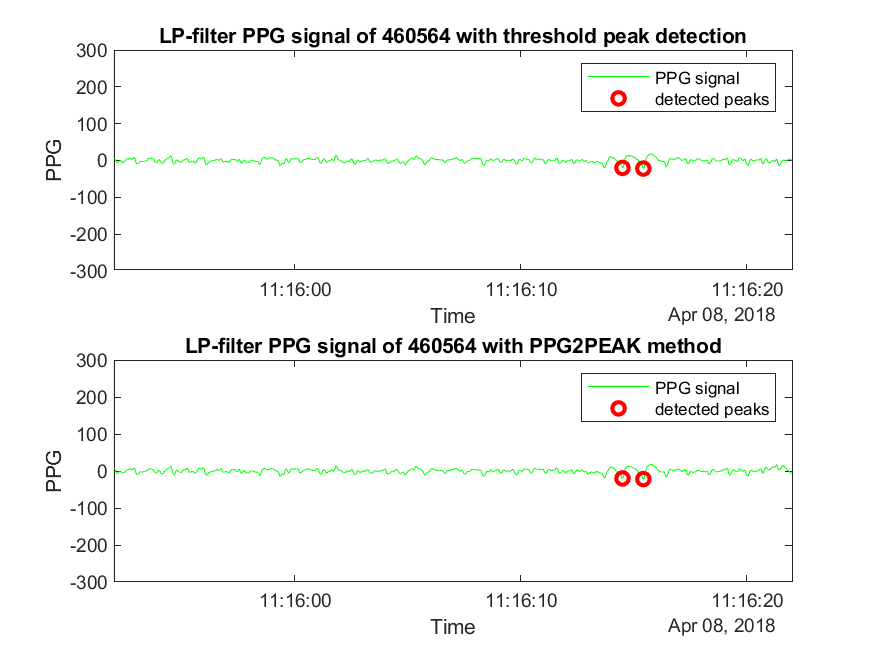 LP-filter PPG signal of 460564 with threshold peak detection
300
200
100
0
-100
-200
-300
PPG
PPG signal
detected peaks
11:16:00
11:16:10
11:16:20
Time
Apr 08, 2018
LP-filter PPG signal of 460564 with PPG2PEAK method
300
200
100
0
-100
-200
-300
PPG
PPG signal
detected peaks
11:16:00
11:16:10
11:16:20
Time
Apr 08, 2018